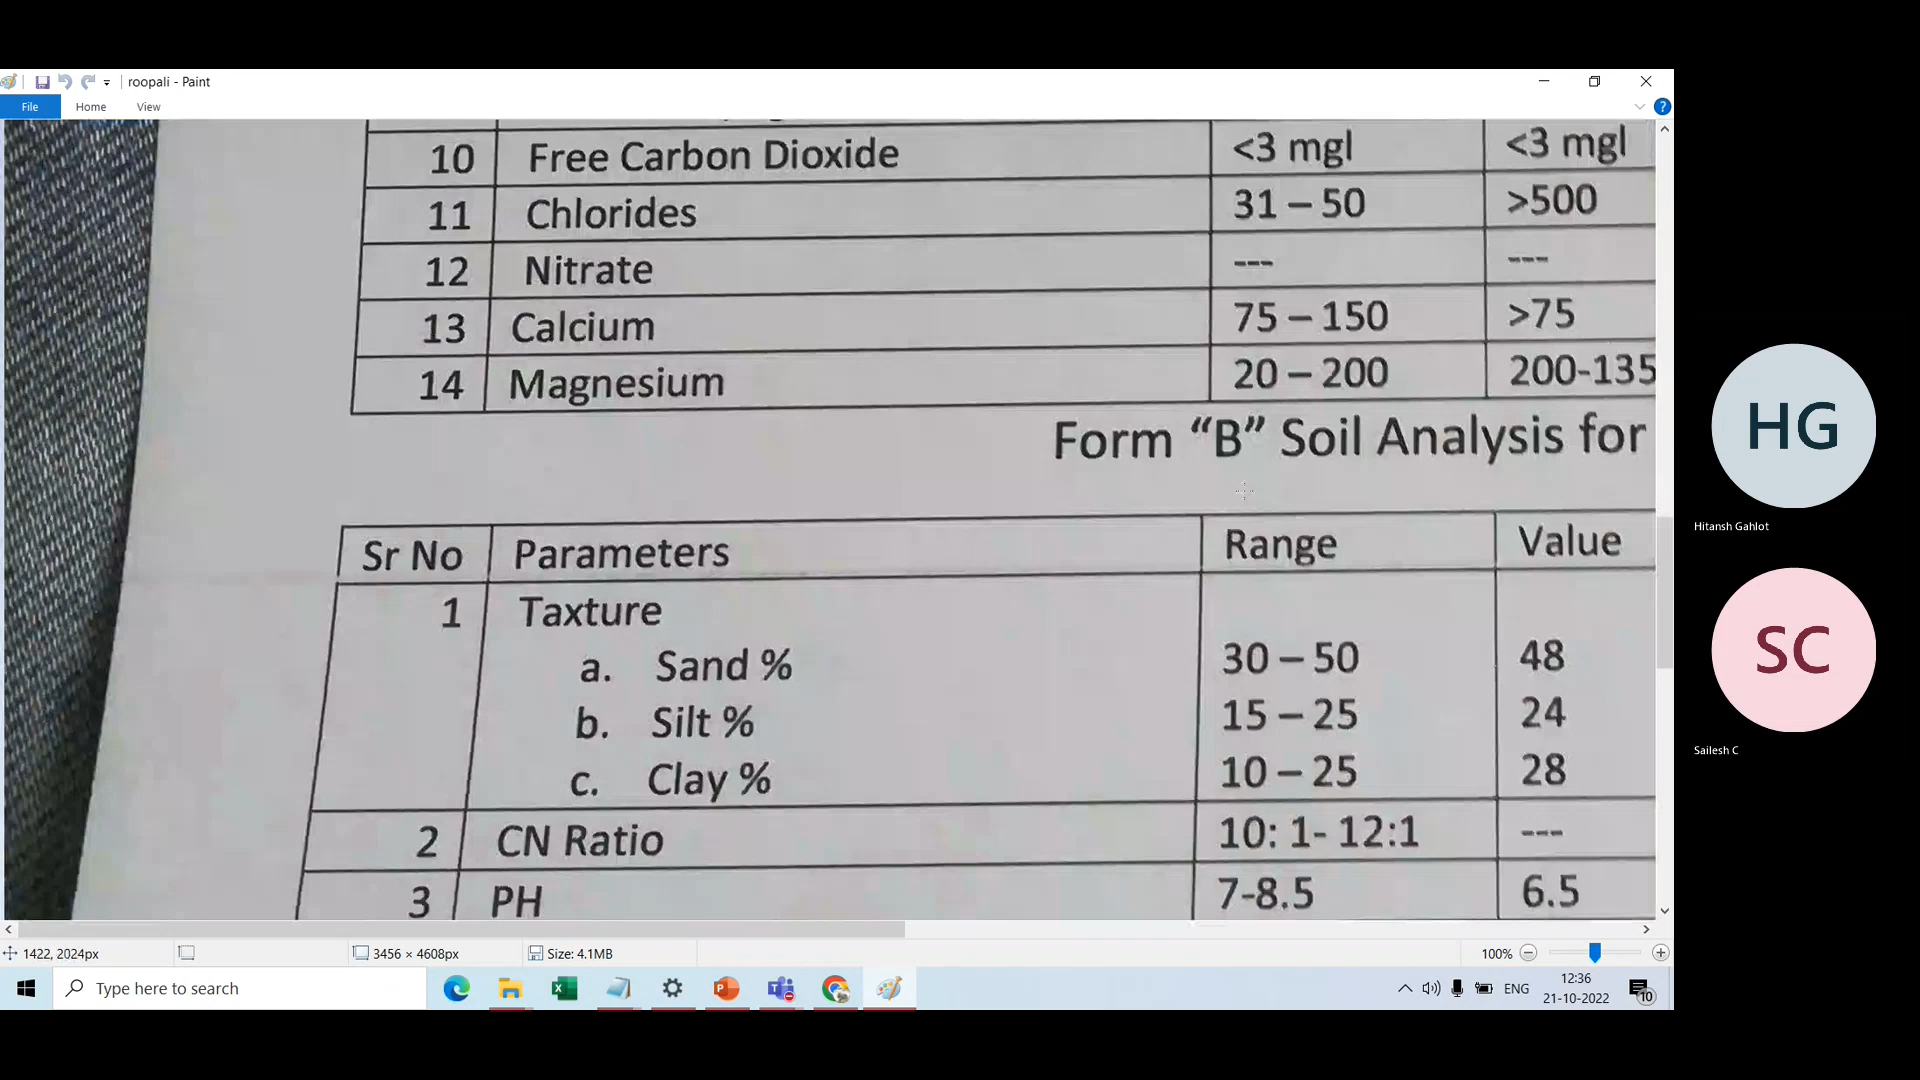 roopali - Paint
File Home View
10 Free Carbon Dioxide <3 mgl <3 mgl
11 Chlorides 31 – 50 >500
12 Nitrate --- ---
13 Calcium 75 – 150 >75
14 Magnesium 20 – 200 200-135
Form “B” Soil Analysis for
Sr No Parameters Range Value
1 Taxture
a. Sand % 30 – 50 48
b. Silt % 15 – 25 24
c. Clay % 10 – 25 28
2 CN Ratio 10: 1- 12:1 ---
3 PH 7-8.5 6.5
1422, 2024px 3456 × 4608px Size: 4.1MB 100%
Type here to search ENG 12:36
21-10-2022 10
HG
Hitansh Gahlot
SC
Sailesh C